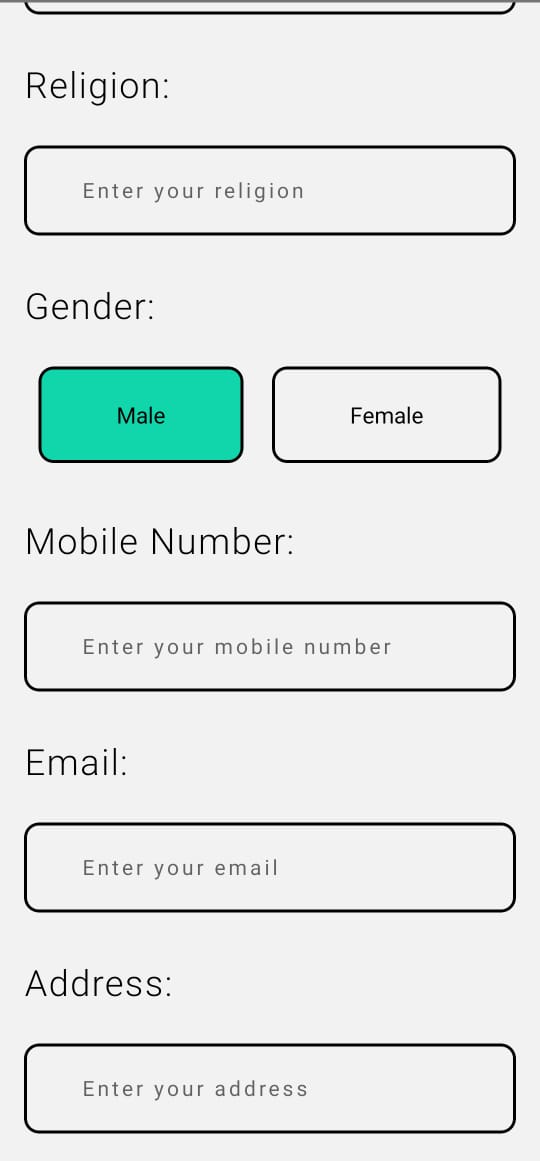 Religion:
Enter your religion
Gender:
Male
Female
Mobile Number:
Enter your mobile number
Email:
Enter your email
Address:
Enter your address